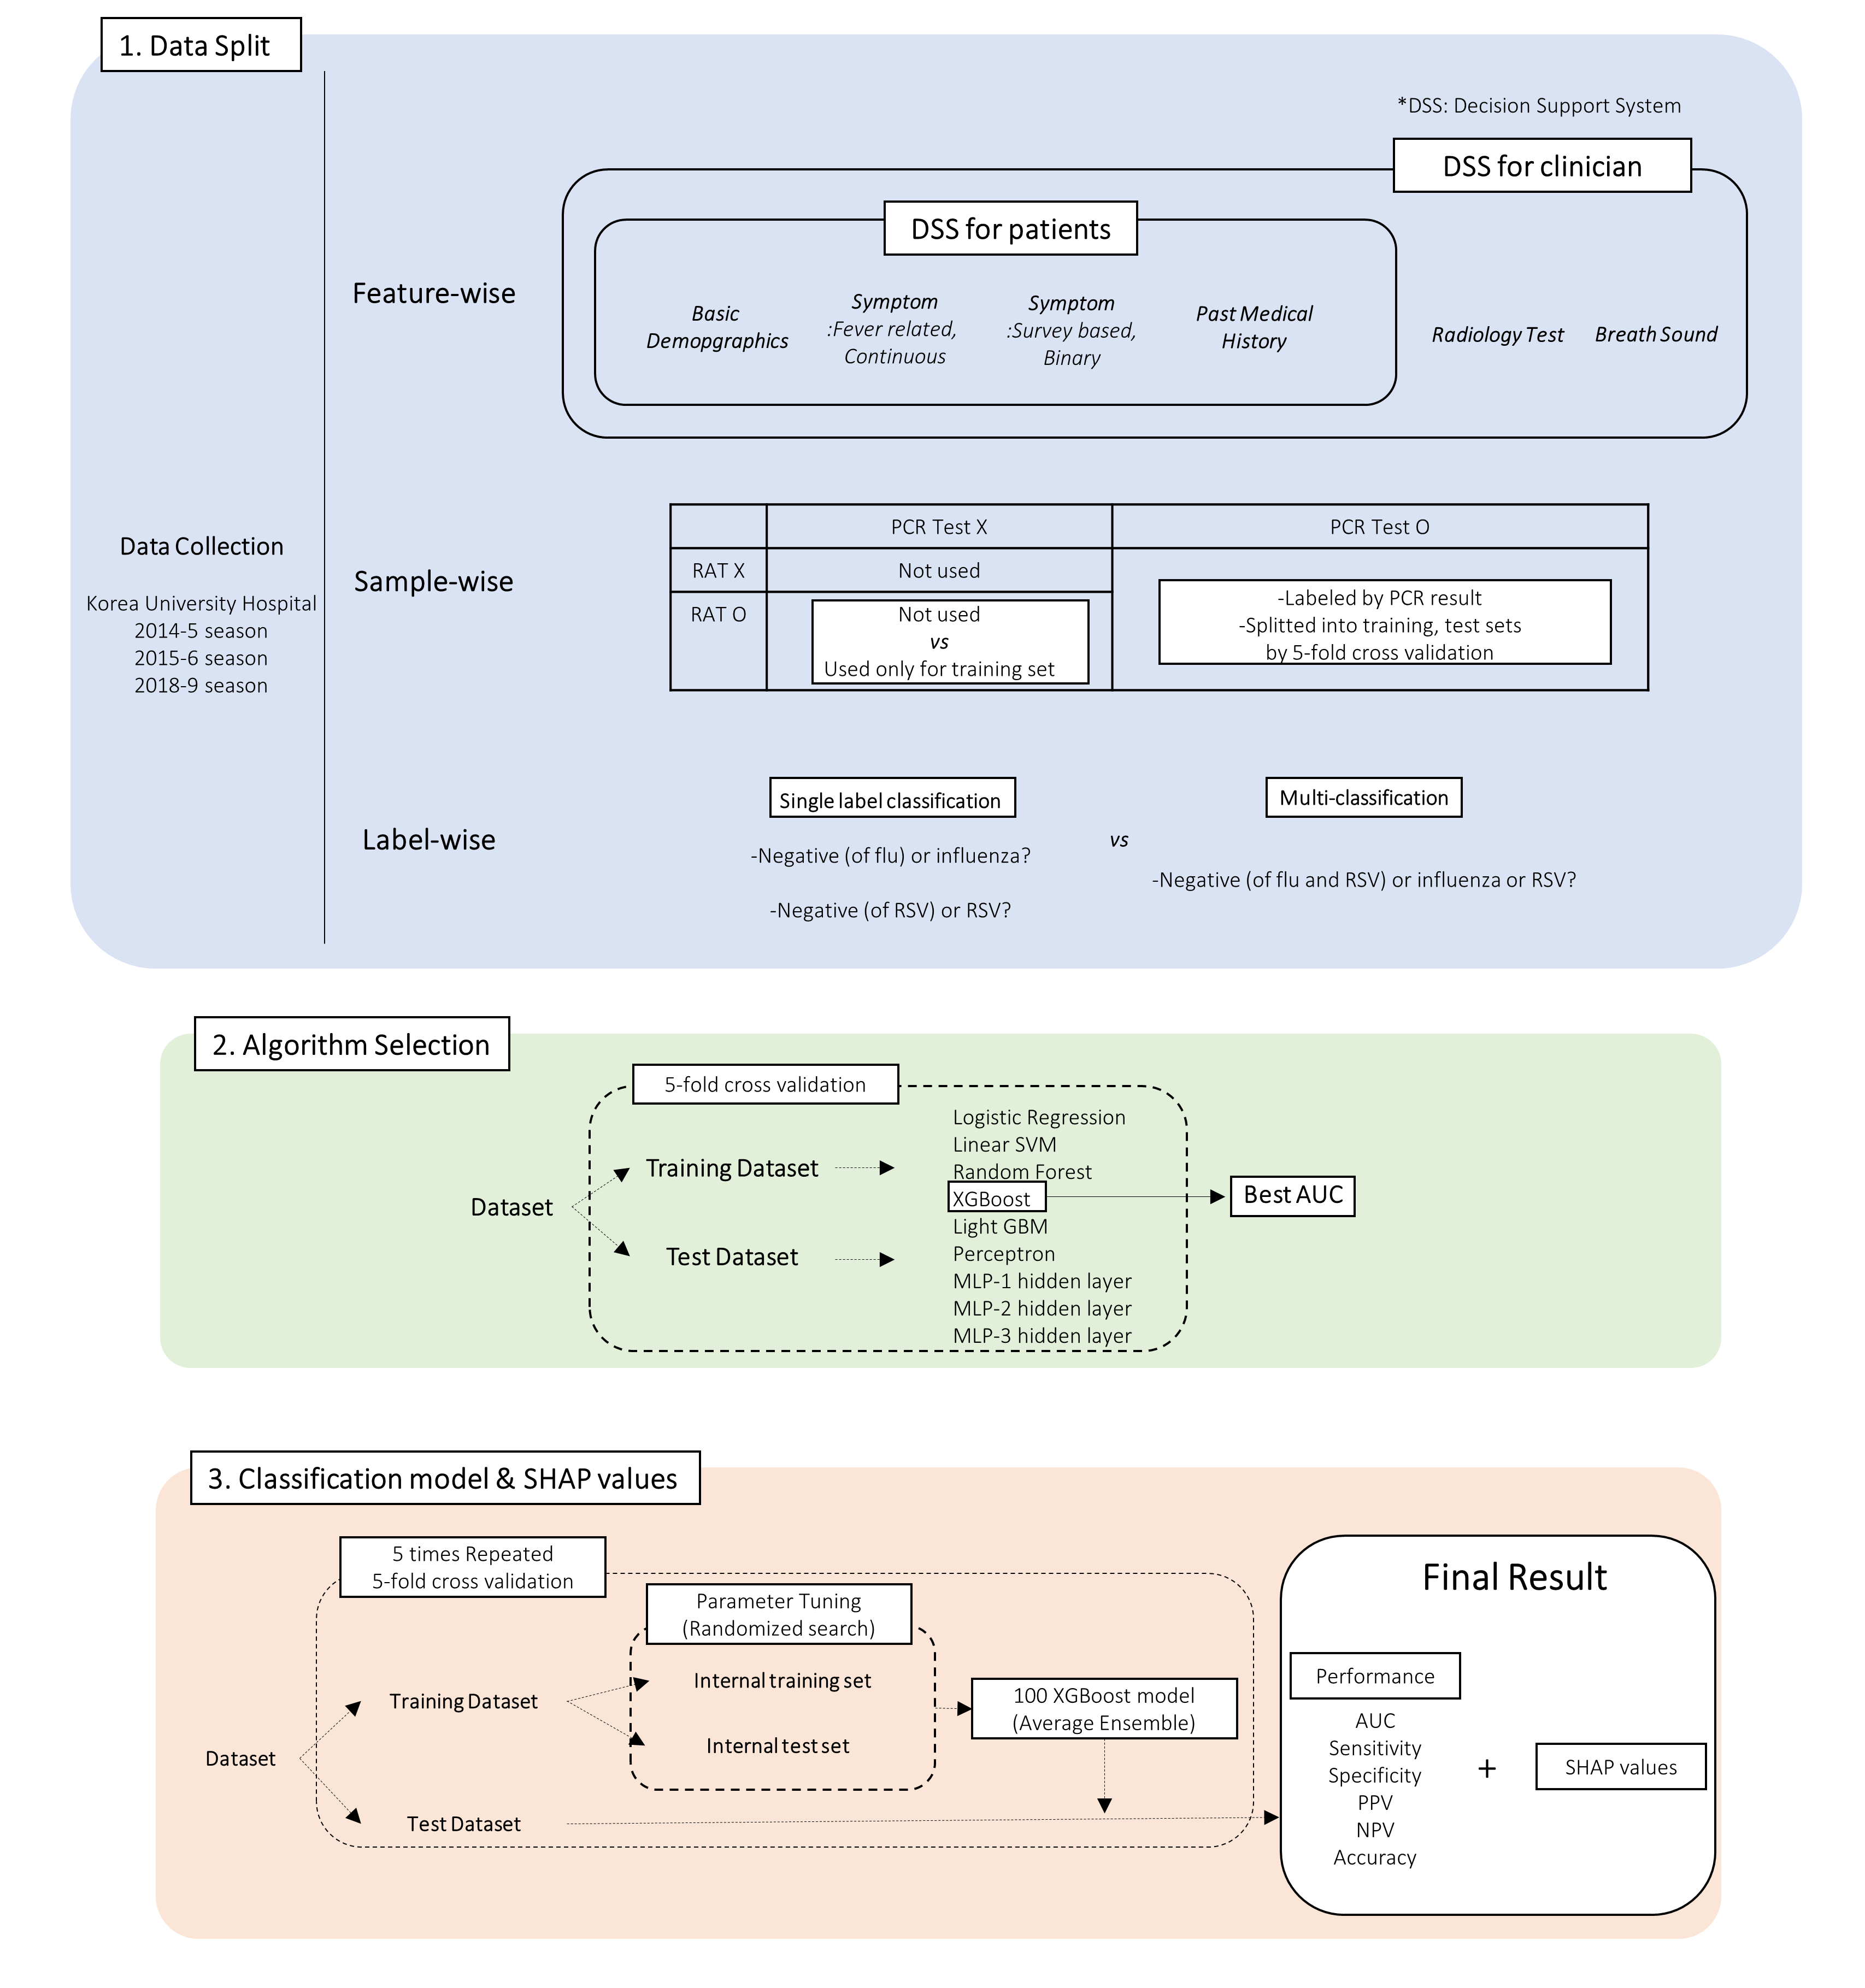 1. Data Split
*DSS: Decision Support System
DSS for clinician
DSS for patients
Feature-wise
Basic
Demopgraphics
Symptom
:Fever related,
Continuous
Symptom
:Survey based,
Binary
Past Medical
History
Radiology Test
Breath Sound
Data Collection
Korea University Hospital
2014-5 season
2015-6 season
2018-9 season
Sample-wise
PCR Test X
PCR Test O
RAT X
Not used
RAT O
Not used
vs
Used only for training set
-Labeled by PCR result
-Splitted into training, test sets
by 5-fold cross validation
Label-wise
Single label classification
-Negative (of flu) or influenza?
-Negative (of RSV) or RSV?
vs
Multi-classification
-Negative (of flu and RSV) or influenza or RSV?
2. Algorithm Selection
5-fold cross validation
Dataset
Training Dataset
Test Dataset
Logistic Regression
Linear SVM
Random Forest
XGBoost
Light GBM
Perceptron
MLP-1 hidden layer
MLP-2 hidden layer
MLP-3 hidden layer
Best AUC
3. Classification model & SHAP values
5 times Repeated
5-fold cross validation
Dataset
Training Dataset
Test Dataset
Parameter Tuning
(Randomized search)
Internal training set
Internal test set
100 XGBoost model
(Average Ensemble)
Final Result
Performance
AUC
Sensitivity
Specificity
PPV
NPV
Accuracy
+
SHAP values